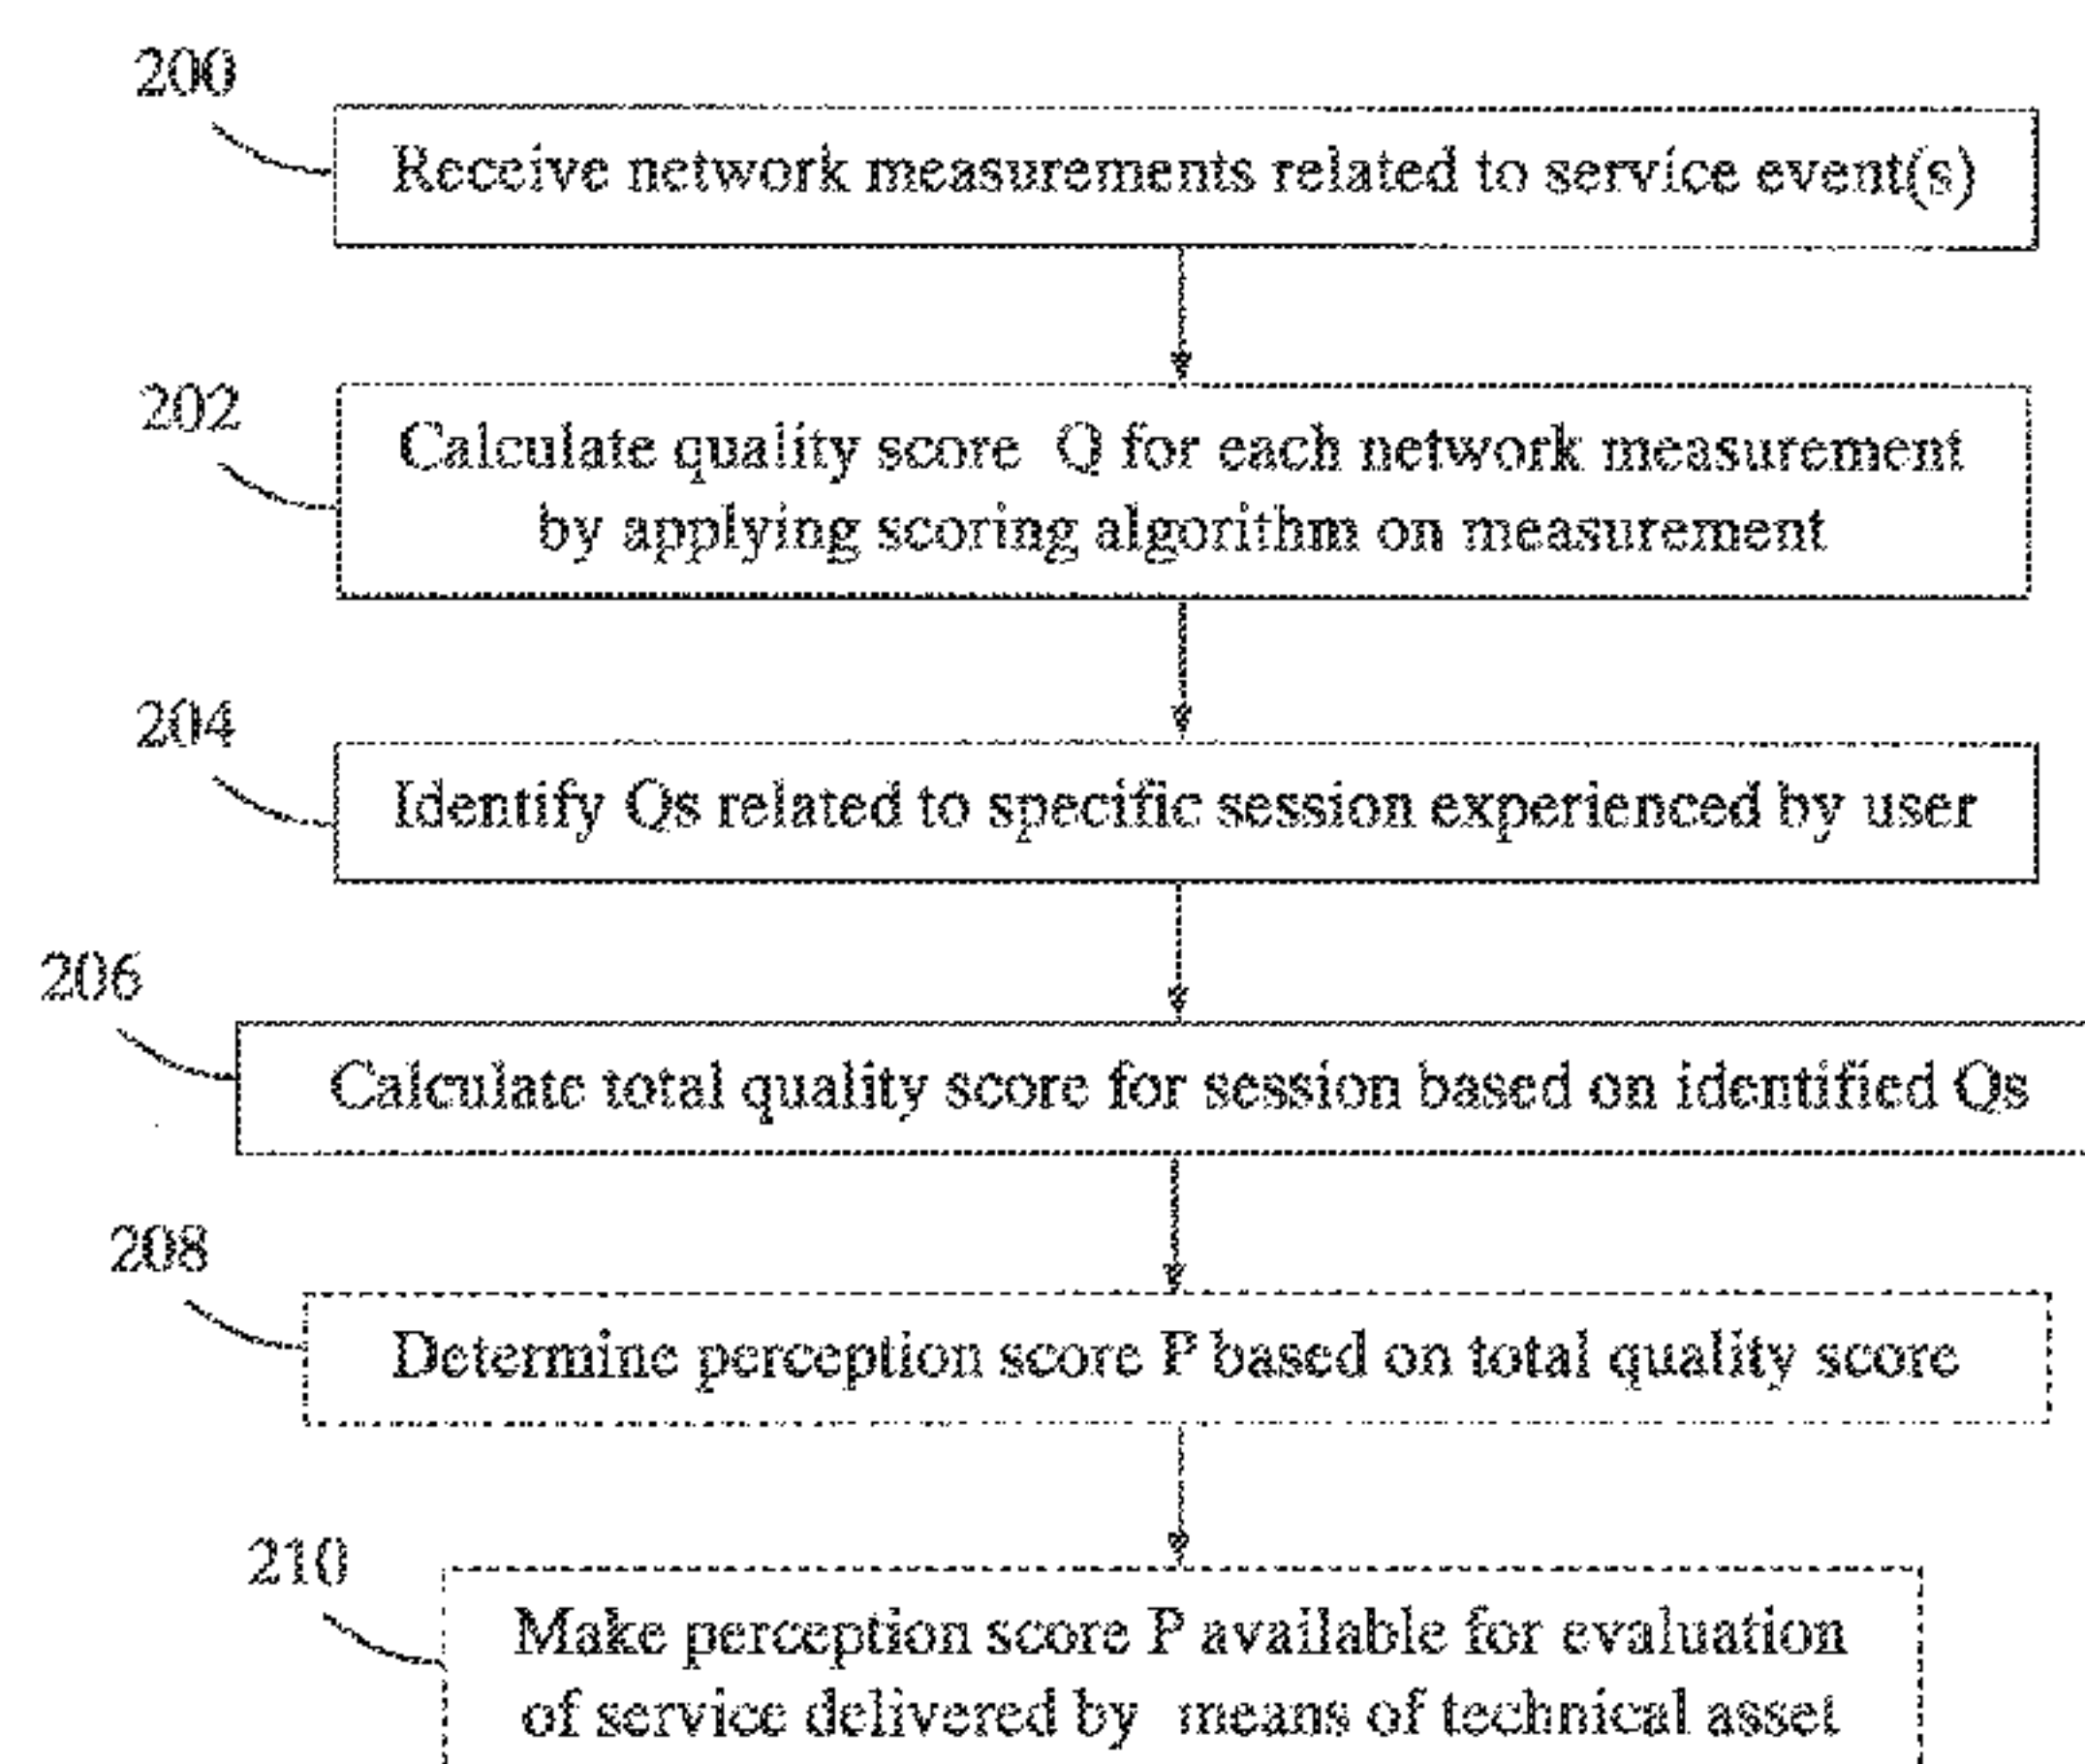 200
Receive network measurements related to service event(s)
202
Calculate quality score Q for each network measurement
by applying scoring algorithm on measurement
204
Identify Qs related to specific session experienced by user
206
Calculate total quality score for session based on identified Qs
208
Determine perception score P based on total quality score
210
Make perception score P available for evaluation
of service delivered by means of technical asset